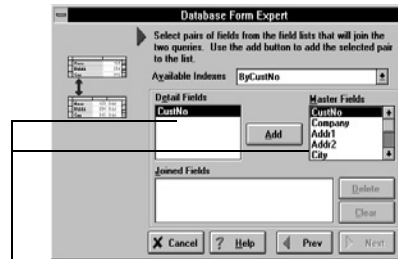 Database Form Expert
Select pairs of fields from the field lists that will join the
two queries. Use the add button to add the selected pair
to the list.
Available Indexes ByCustNo
Detail Fields Master Fields
CustNo
Add
CustNo
Company
Addr1
Addr2
City
Joined Fields
Delete
Clear
Cancel ? Help Prev Next